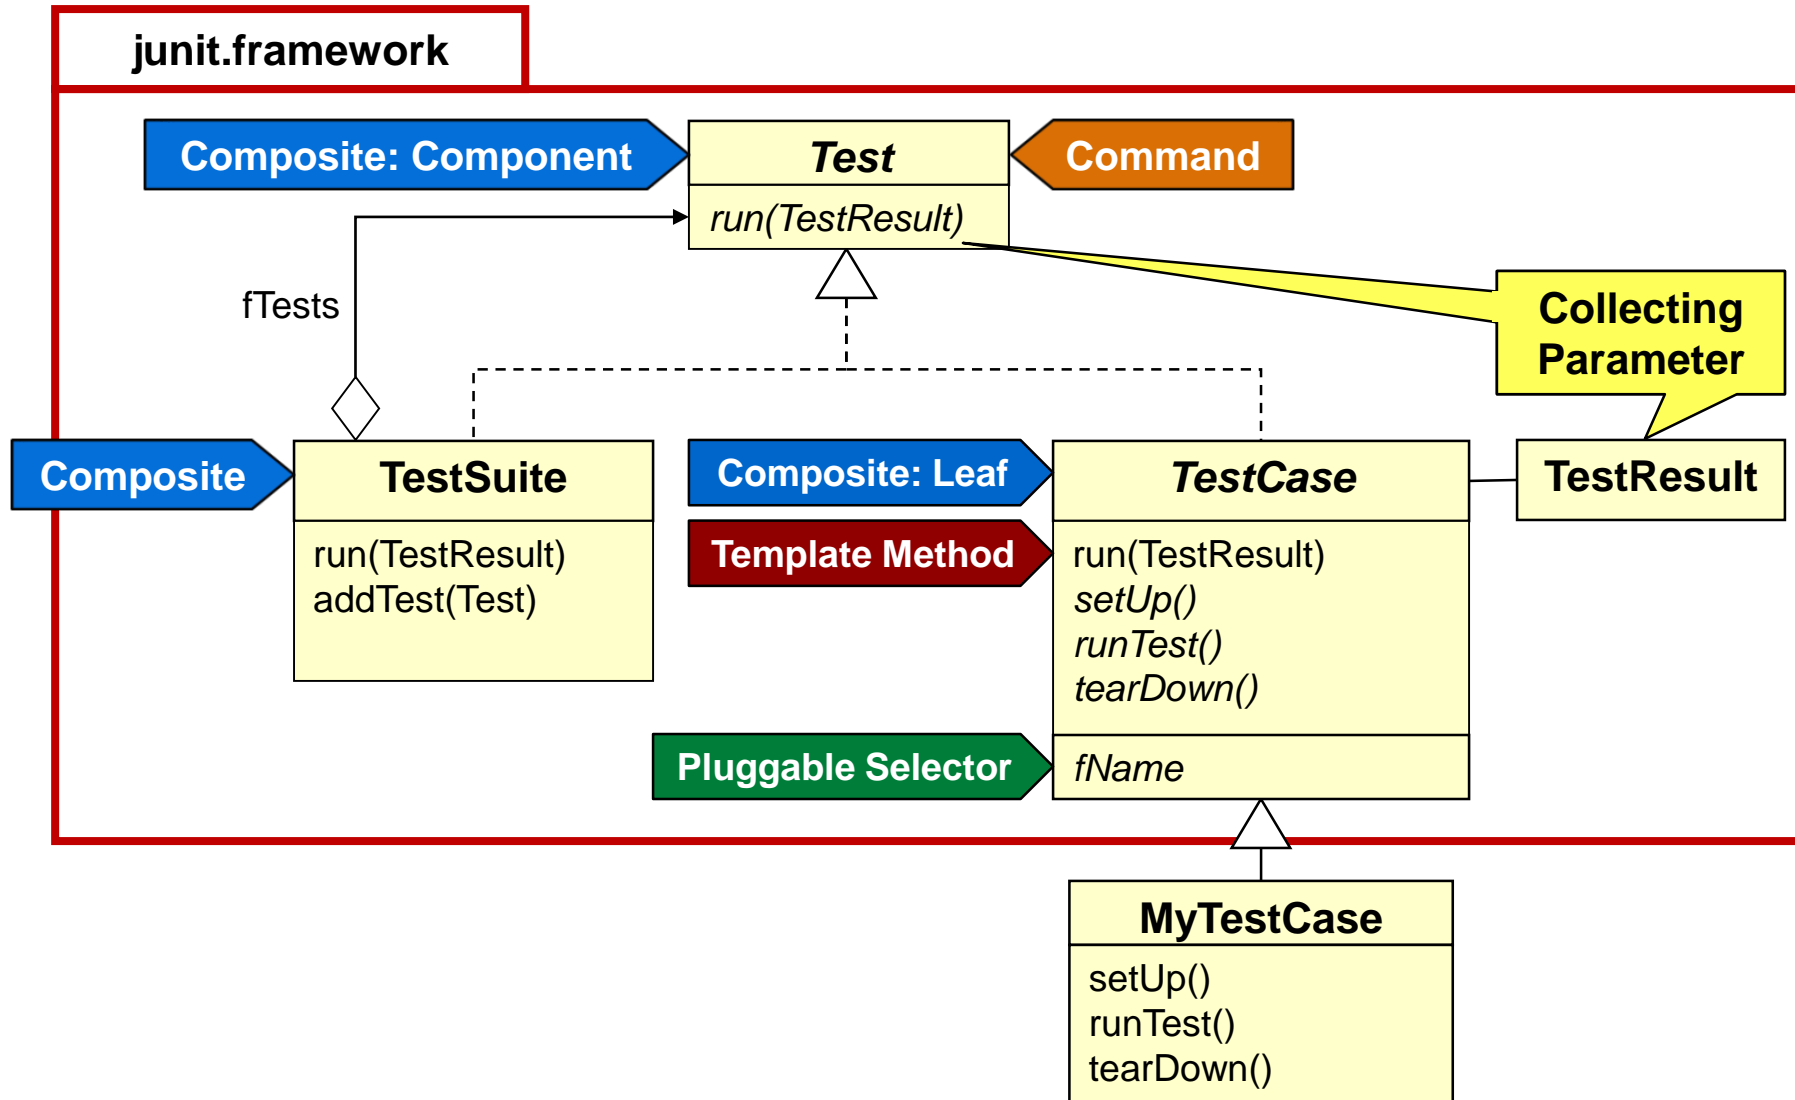 junit.framework
Composite: Component
Test
Command
run(TestResult)
fTests
Collecting
Parameter
Composite
TestSuite
Composite: Leaf
TestCase
TestResult
run(TestResult)
addTest(Test)
Template Method
run(TestResult)
setUp()
runTest()
tearDown()
Pluggable Selector
fName
MyTestCase
setUp()
runTest()
tearDown()